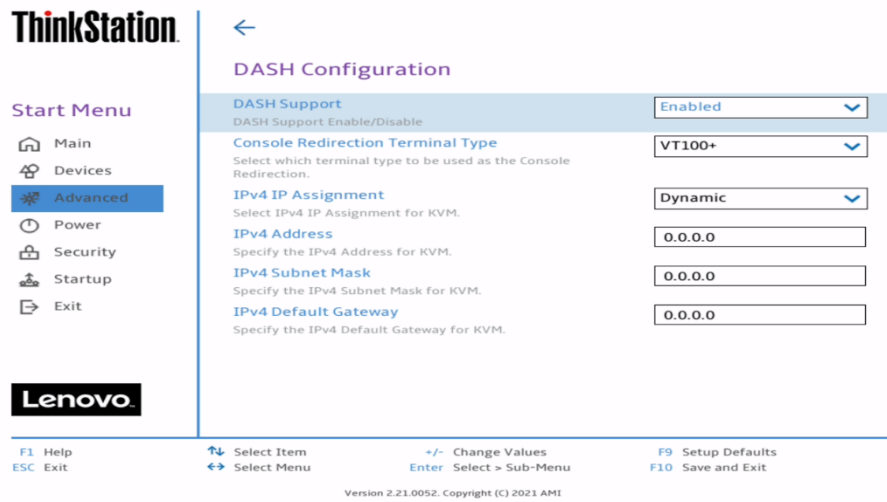 ThinkStation
Start Menu
Main
Devices
Advanced
Power
Security
Startup
Exit
Lenovo
DASH Configuration
DASH Support
DASH Support Enable/Disable
Enabled
Console Redirection Terminal Type
Select which terminal type to be used as the Console
Redirection.
VT100+
IPv4 IP Assignment
Select IPv4 IP Assignment for KVM.
Dynamic
IPv4 Address
Specify the IPv4 Address for KVM.
0.0.0.0
IPv4 Subnet Mask
Specify the IPv4 Subnet Mask for KVM.
0.0.0.0
IPv4 Default Gateway
Specify the IPv4 Default Gateway for KVM.
0.0.0.0
F1 Help
ESC Exit
Select Item
Select Menu
+/- Change Values
Enter Select > Sub-Menu
F9 Setup Defaults
F10 Save and Exit
Version 2.21.0052. Copyright (C) 2021 AMI